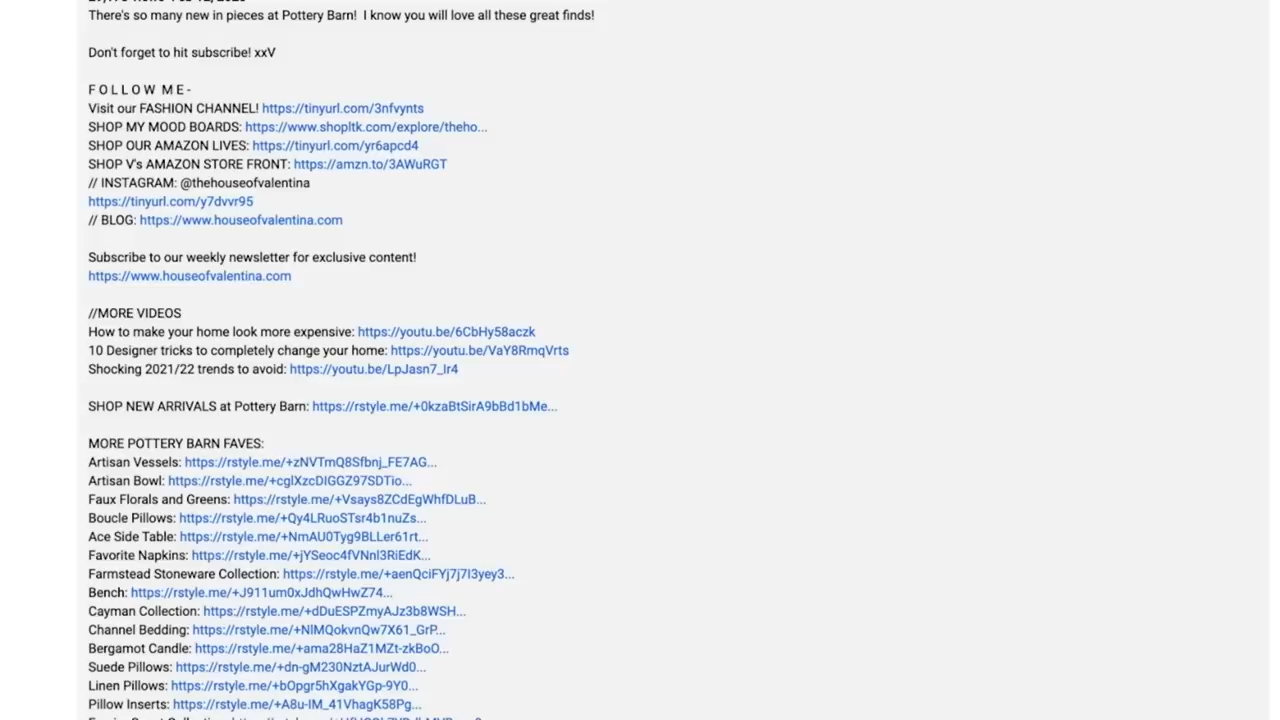 There's so many new in pieces at Pottery Barn!  I know you will love all these great finds!
Don't forget to hit subscribe! xxV
F O L L O W  M E -
Visit our FASHION CHANNEL! https://tinyurl.com/3nfvynts
SHOP MY MOOD BOARDS: https://www.shopltk.com/explore/theho...
SHOP OUR AMAZON LIVES: https://tinyurl.com/yr6apcd4
SHOP V's AMAZON STORE FRONT: https://amzn.to/3AWuRGT
// INSTAGRAM: @thehouseofvalentina
https://tinyurl.com/y7dvvr95
// BLOG: https://www.houseofvalentina.com
Subscribe to our weekly newsletter for exclusive content!
https://www.houseofvalentina.com
//MORE VIDEOS
How to make your home look more expensive: https://youtu.be/6CbHy58aczk
10 Designer tricks to completely change your home: https://youtu.be/VaY8RmqVrts
Shocking 2021/22 trends to avoid: https://youtu.be/LpJasn7_Ir4
SHOP NEW ARRIVALS at Pottery Barn: https://rstyle.me/+0kzaBtSirA9bBd1bMe...
MORE POTTERY BARN FAVES:
Artisan Vessels: https://rstyle.me/+zNVTmQ8Sfbnj_FE7AG...
Artisan Bowl: https://rstyle.me/+cglXzcDIGGZ97SDTio...
Faux Florals and Greens: https://rstyle.me/+Vsays8ZCdEgWhfDLuB...
Boucle Pillows: https://rstyle.me/+Qy4LRuoSTsr4b1nuZs...
Ace Side Table: https://rstyle.me/+NmAU0Tyg9BLLer61rt...
Favorite Napkins: https://rstyle.me/+jYSeoc4fVNnl3RiEdK...
Farmstead Stoneware Collection: https://rstyle.me/+aenQciFYj7j7I3yey3...
Bench: https://rstyle.me/+J911um0xJdhQwHwZ74...
Cayman Collection: https://rstyle.me/+dDuESPZmyAJz3b8WSH...
Channel Bedding: https://rstyle.me/+NlMQokvnQw7X61_GrP...
Bergamot Candle: https://rstyle.me/+ama28HaZ1MZt-zkBoO...
Suede Pillows: https://rstyle.me/+dn-gM230NztAJurWd0...
Linen Pillows: https://rstyle.me/+bOpgr5hXgakYGp-9Y0...
Pillow Inserts: https://rstyle.me/+A8u-IM_41VhagK58Pg...